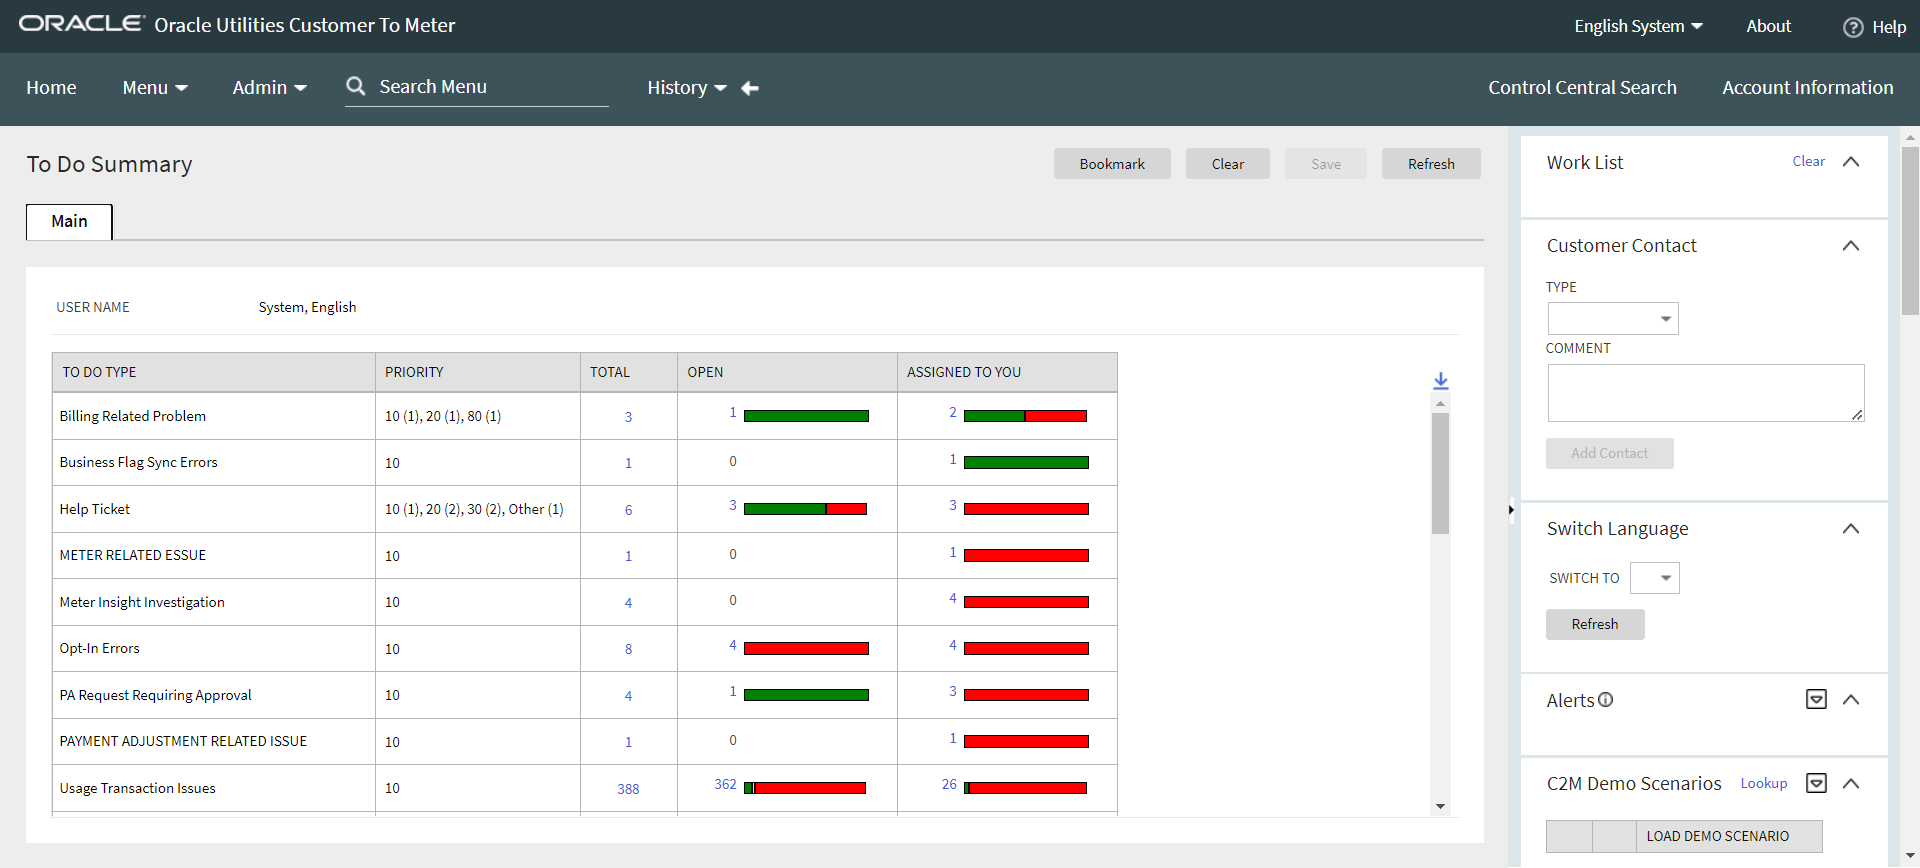 ORACLE Oracle Utilities Customer To Meter English System About Help
Home Menu Admin Search Menu History Control Central Search Account Information
To Do Summary Bookmark Clear Save Refresh
Main
USER NAME System, English
TO DO TYPE PRIORITY TOTAL OPEN ASSIGNED TO YOU
Billing Related Problem 10 (1), 20 (1), 80 (1) 3 1 2
Business Flag Sync Errors 10 1 0 1
Help Ticket 10 (1), 20 (2), 30 (2), Other (1) 6 3 3
METER RELATED ESSUE 10 1 0 1
Meter Insight Investigation 10 4 0 4
Opt-In Errors 10 8 4 4
PA Request Requiring Approval 10 4 1 3
PAYMENT ADJUSTMENT RELATED ISSUE 10 1 0 1
Usage Transaction Issues 10 388 362 26
Work List Clear
Customer Contact
TYPE
COMMENT
Add Contact
Switch Language
SWITCH TO
Refresh
Alerts
C2M Demo Scenarios Lookup
LOAD DEMO SCENARIO